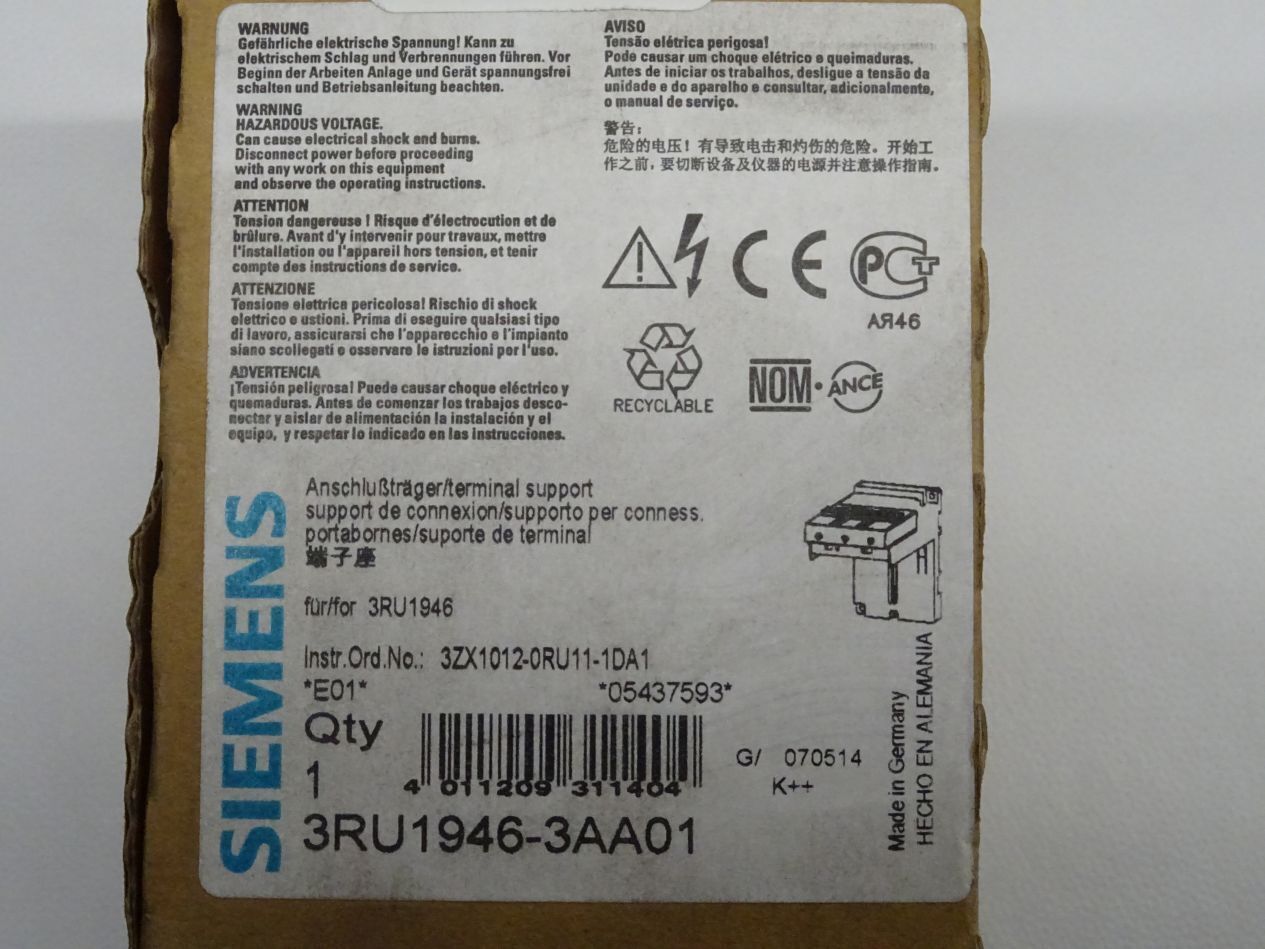 WARNUNG
Gefährliche elektrische Spannung! Kann zu
elektrischem Schlag und Verbrennungen führen. Vor
Beginn der Arbeiten Anlage und Gerät spannungsfrei
schalten und Betriebsanleitung beachten.
WARNING
HAZARDOUS VOLTAGE.
Can cause electrical shock and burns.
Disconnect power before proceeding
with any work on this equipment
and observe the operating instructions.
ATTENTION
Tension dangereuse ! Risque d'électrocution et de
brûlure. Avant d'y intervenir pour travaux, mettre
l'installation ou l'appareil hors tension, et tenir
compte des instructions de service.
ATTENZIONE
Tensione elettrica pericolosa! Rischio di shock
elettrico e ustioni. Prima di eseguire qualsiasi tipo
di lavoro, assicurarsi che l'apparecchio e l'impianto
siano scollegati e osservare le istruzioni per l'uso.
ADVERTENCIA
¡Tensión peligrosa! Puede causar choque eléctrico y
quemaduras. Antes de comenzar los trabajos desco-
nectar y aislar de alimentación la instalación y el
equipo, y respetar lo indicado en las instrucciones.
AVISO
Tensão elétrica perigosa!
Pode causar um choque elétrico e queimaduras.
Antes de iniciar os trabalhos, desligue a tensão da
unidade e do aparelho e consultar, adicionalmente,
o manual de serviço.
警告:
危险的电压! 有导致电击和灼伤的危险。开始工
作之前,要切断设备及仪器的电源并注意操作指南。
CE
РСТ
АЯ46
RECYCLABLE
NOM · ANCE
SIEMENS
Anschlußträger/terminal support
support de connexion/supporto per conness.
portabornes/suporte de terminal
端子座
für/for 3RU1946
Instr.Ord.No.: 3ZX1012-0RU11-1DA1
*E01* *05437593*
Qty
1
4 011209 311404
3RU1946-3AA01
G/ 070514
K++
Made in Germany
HECHO EN ALEMANIA